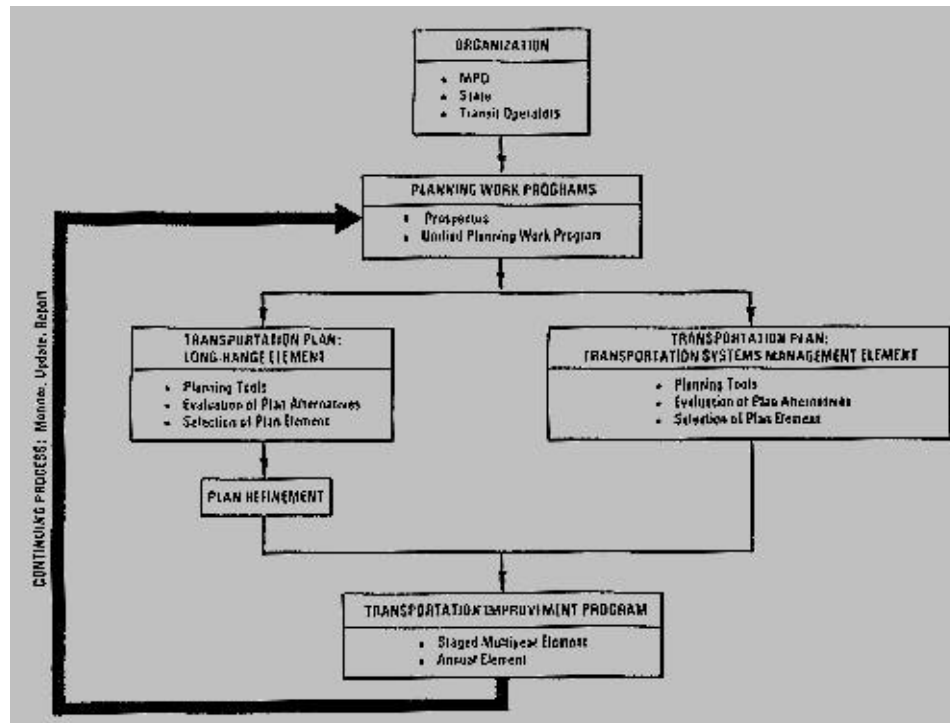 ORGANIZATION
MPO
State
Transit Operators
PLANNING WORK PROGRAMS
Prospectus
Unified Planning Work Program
CONTINUING PROCESS: Monitor, Update, Report
TRANSPORTATION PLAN:
LONG-RANGE ELEMENT
Planning Tools
Evaluation of Plan Alternatives
Selection of Plan Element
TRANSPORTATION PLAN:
TRANSPORTATION SYSTEMS MANAGEMENT ELEMENT
Planning Tools
Evaluation of Plan Alternatives
Selection of Plan Element
PLAN REFINEMENT
TRANSPORTATION IMPROVEMENT PROGRAM
Staged Multiyear Element
Annual Element